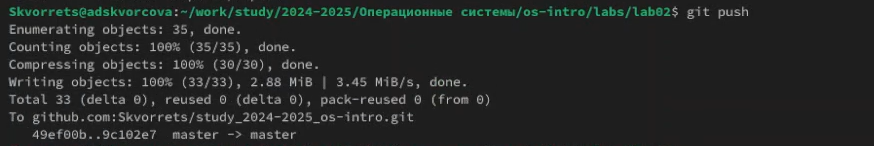 Skvorrets@adskvorcova:~/work/study/2024-2025/Операционные системы/os-intro/labs/lab02$ git push
Enumerating objects: 35, done.
Counting objects: 100% (35/35), done.
Compressing objects: 100% (30/30), done.
Writing objects: 100% (33/33), 2.88 MiB | 3.45 MiB/s, done.
Total 33 (delta 0), reused 0 (delta 0), pack-reused 0 (from 0)
To github.com:Skvorrets/study_2024-2025_os-intro.git
   49ef00b..9c102e7  master -> master